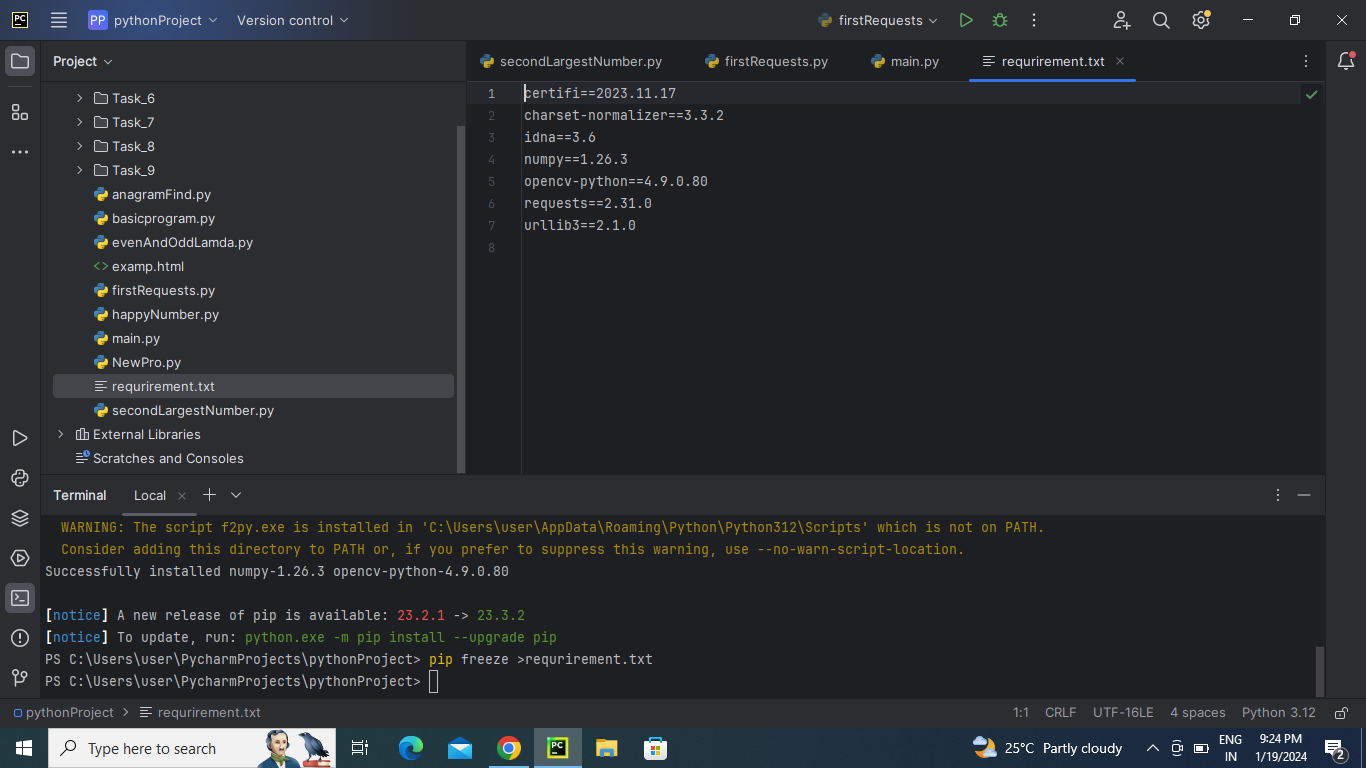 PC
PP pythonProject Version control firstRequests
Project
secondLargestNumber.py firstRequests.py main.py requrirement.txt
Task_6
Task_7
Task_8
Task_9
anagramFind.py
basicprogram.py
evenAndOddLamda.py
examp.html
firstRequests.py
happyNumber.py
main.py
NewPro.py
requrirement.txt
secondLargestNumber.py
External Libraries
Scratches and Consoles
1 certifi==2023.11.17
2 charset-normalizer==3.3.2
3 idna==3.6
4 numpy==1.26.3
5 opencv-python==4.9.0.80
6 requests==2.31.0
7 urllib3==2.1.0
8
Terminal Local
WARNING: The script f2py.exe is installed in 'C:\Users\user\AppData\Roaming\Python\Python312\Scripts' which is not on PATH.
Consider adding this directory to PATH or, if you prefer to suppress this warning, use --no-warn-script-location.
Successfully installed numpy-1.26.3 opencv-python-4.9.0.80
[notice] A new release of pip is available: 23.2.1 -> 23.3.2
[notice] To update, run: python.exe -m pip install --upgrade pip
PS C:\Users\user\PycharmProjects\pythonProject> pip freeze >requrirement.txt
PS C:\Users\user\PycharmProjects\pythonProject>
pythonProject > requrirement.txt 1:1 CRLF UTF-16LE 4 spaces Python 3.12
Type here to search
PC
25°C Partly cloudy
ENG
IN
9:24 PM
1/19/2024
2